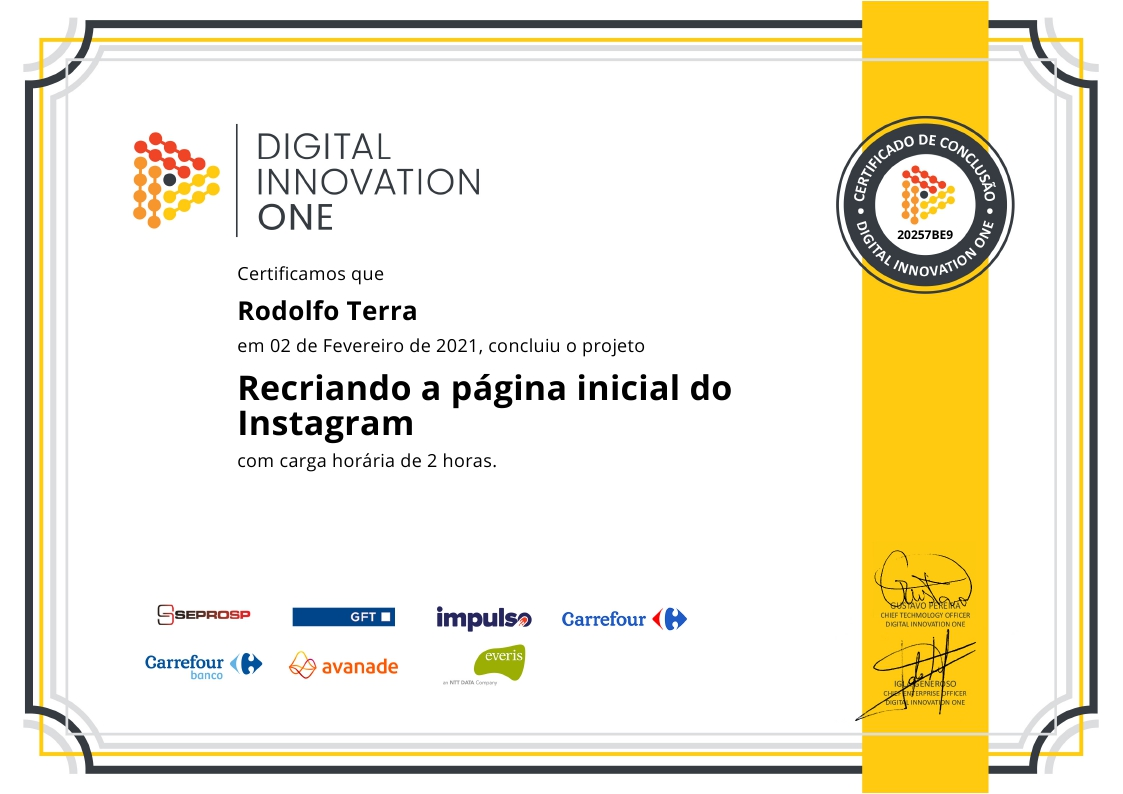 DIGITAL
INNOVATION
ONE
CERTIFICADO DE CONCLUSÃO
20257BE9
DIGITAL INNOVATION ONE
Certificamos que
Rodolfo Terra
em 02 de Fevereiro de 2021, concluiu o projeto
Recriando a página inicial do
Instagram
com carga horária de 2 horas.
GUSTAVO PEREIRA
CHIEF TECHNOLOGY OFFICER
DIGITAL INNOVATION ONE
SEPROSP
GFT
impulso
Carrefour
Carrefour
banco
avanade
everis
an NTT DATA Company
GENEROSO
CHIEF ENTERPRISE OFFICER
DIGITAL INNOVATION ONE